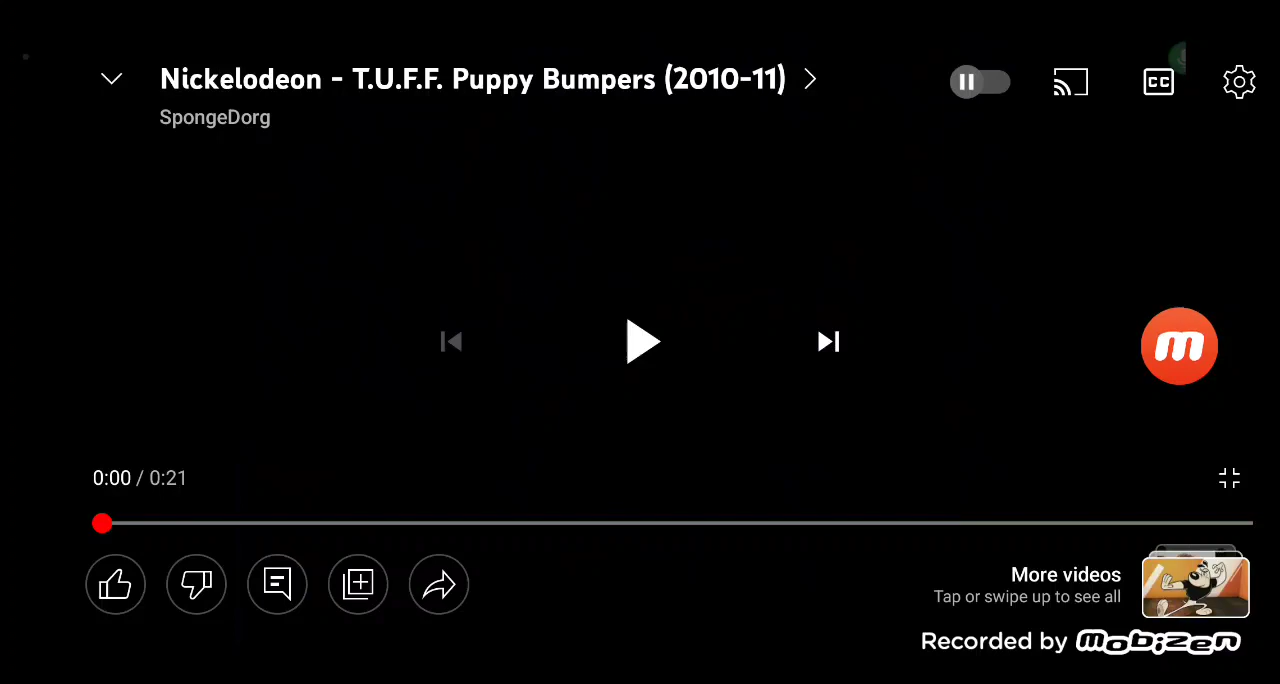 Nickelodeon - T.U.F.F. Puppy Bumpers (2010-11)
SpongeDorg
CC
m
0:00 / 0:21
More videos
Tap or swipe up to see all
Recorded by mobizen